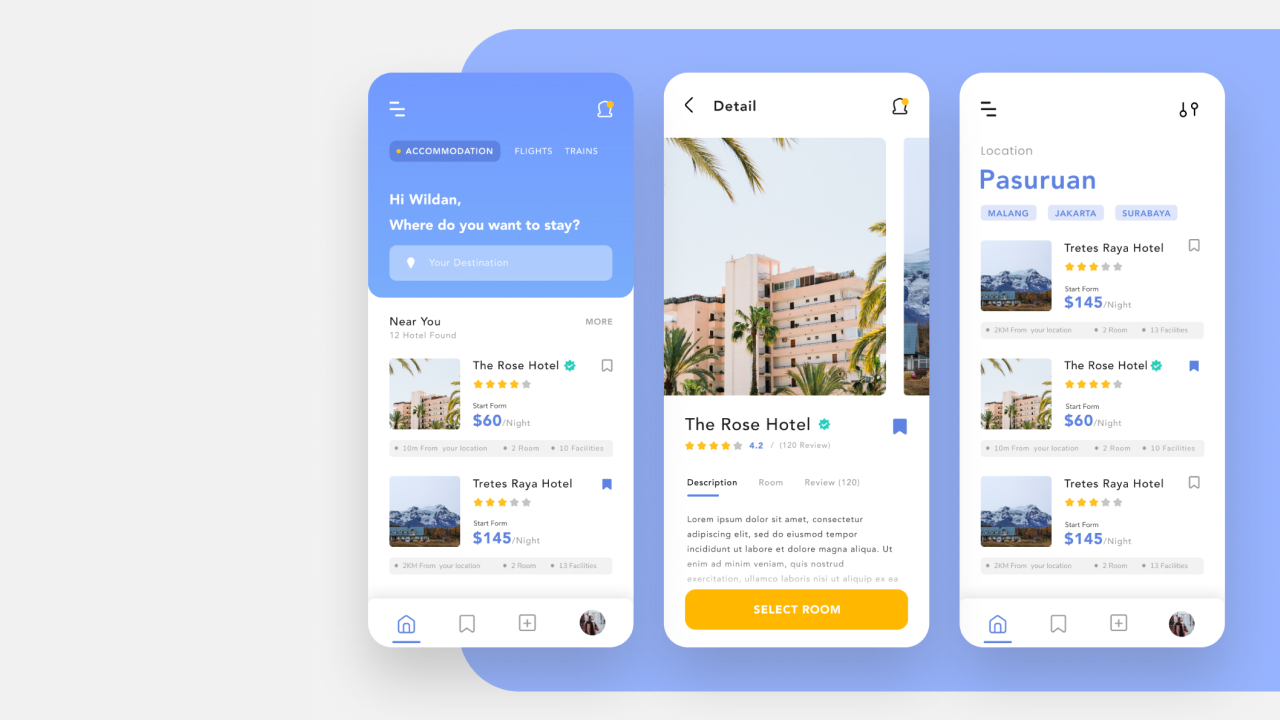 ACCOMMODATION FLIGHTS TRAINS
Hi Wildan,
Where do you want to stay?
Your Destination
Near You MORE
12 Hotel Found
The Rose Hotel
Start Form
$60/Night
10m From your location 2 Room 10 Facilities
Tretes Raya Hotel
Start Form
$145/Night
2KM From your location 2 Room 13 Facilities
Detail
The Rose Hotel
4.2 / (120 Review)
Description Room Review (120)
Lorem ipsum dolor sit amet, consectetur
adipiscing elit, sed do eiusmod tempor
incididunt ut labore et dolore magna aliqua. Ut
enim ad minim veniam, quis nostrud
exercitation, ullamco laboris nisi ut aliquip ex ea
SELECT ROOM
Location
Pasuruan
MALANG JAKARTA SURABAYA
Tretes Raya Hotel
Start Form
$145/Night
2KM From your location 2 Room 13 Facilities
The Rose Hotel
Start Form
$60/Night
10m From your location 2 Room 10 Facilities
Tretes Raya Hotel
Start Form
$145/Night
2KM From your location 2 Room 13 Facilities